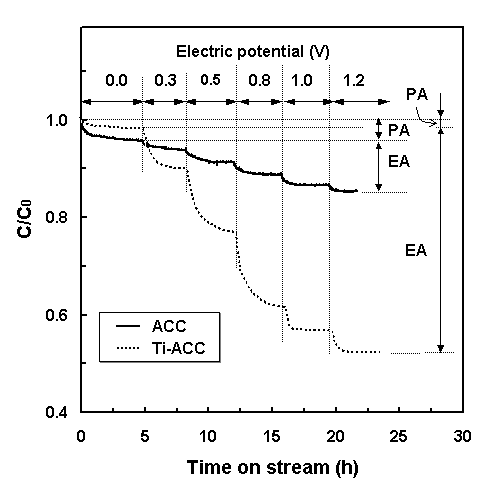 Electric potential (V)
0.0 0.3 0.5 0.8 1.0 1.2
PA
1.0
PA
EA
0.8
C/C0
EA
0.6
ACC
Ti-ACC
0.4
0 5 10 15 20 25 30
Time on stream (h)